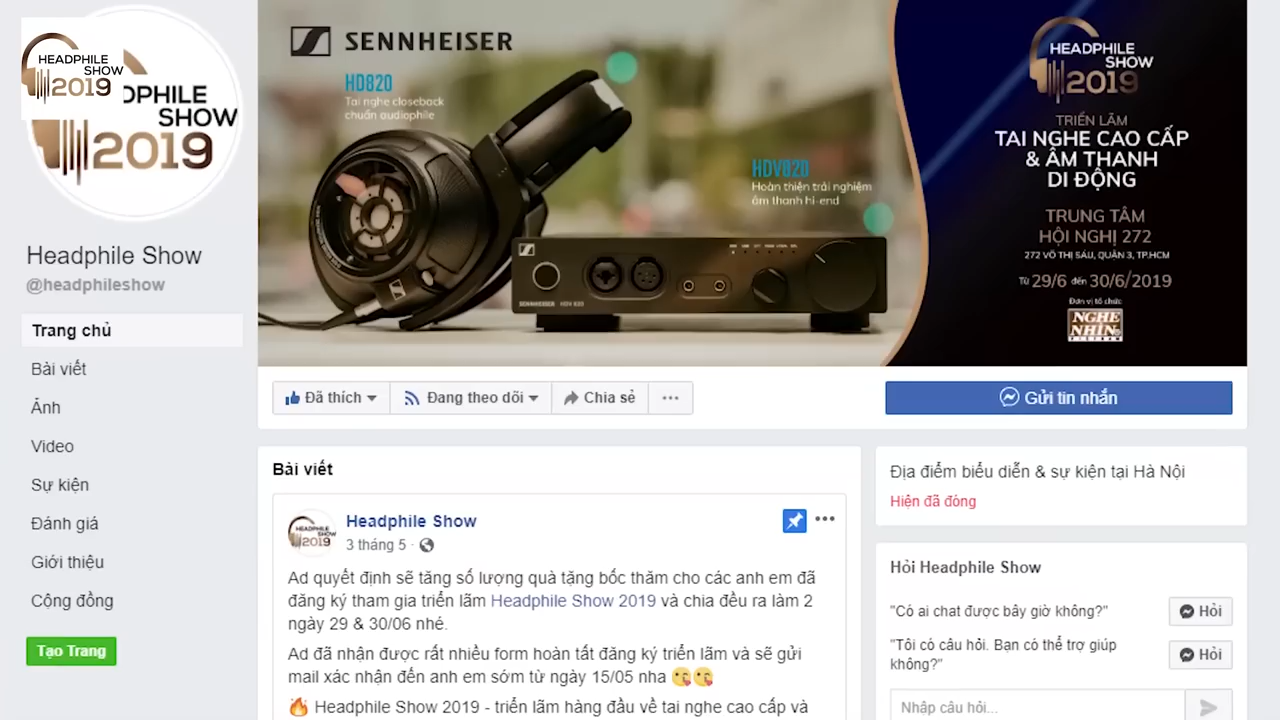 HEADPHILE
SHOW
2019
DPHILE
SHOW
2019
Headphile Show
@headphileshow
Trang chủ
Bài viết
Ảnh
Video
Sự kiện
Đánh giá
Giới thiệu
Cộng đồng
Tạo Trang
SENNHEISER
HD820
Tai nghe closeback
chuẩn audiophile
HDV820
Hoàn thiện trải nghiệm
âm thanh hi-end
SENNHEISER HDV 820
HEADPHILE
SHOW
2019
TRIỂN LÃM
TAI NGHE CAO CẤP
& ÂM THANH
DI ĐỘNG
TRUNG TÂM
HỘI NGHỊ 272
272 VÕ THỊ SÁU, QUẬN 3, TP.HCM
Từ 29/6 đến 30/6/2019
Đơn vị tổ chức
NGHE
NHÌN
VIETNAM
Đã thích
Đang theo dõi
Chia sẻ
Gửi tin nhắn
Bài viết
HEADPHILE
SHOW
2019
Headphile Show
3 tháng 5 ·
Ad quyết định sẽ tăng số lượng quà tặng bốc thăm cho các anh em đã
đăng ký tham gia triển lãm Headphile Show 2019 và chia đều ra làm 2
ngày 29 & 30/06 nhé.
Ad đã nhận được rất nhiều form hoàn tất đăng ký triển lãm và sẽ gửi
mail xác nhận đến anh em sớm từ ngày 15/05 nha 😘😘
🔥 Headphile Show 2019 - triển lãm hàng đầu về tai nghe cao cấp và
Địa điểm biểu diễn & sự kiện tại Hà Nội
Hiện đã đóng
Hỏi Headphile Show
"Có ai chat được bây giờ không?"
Hỏi
"Tôi có câu hỏi. Bạn có thể trợ giúp
không?"
Hỏi
Nhập câu hỏi...